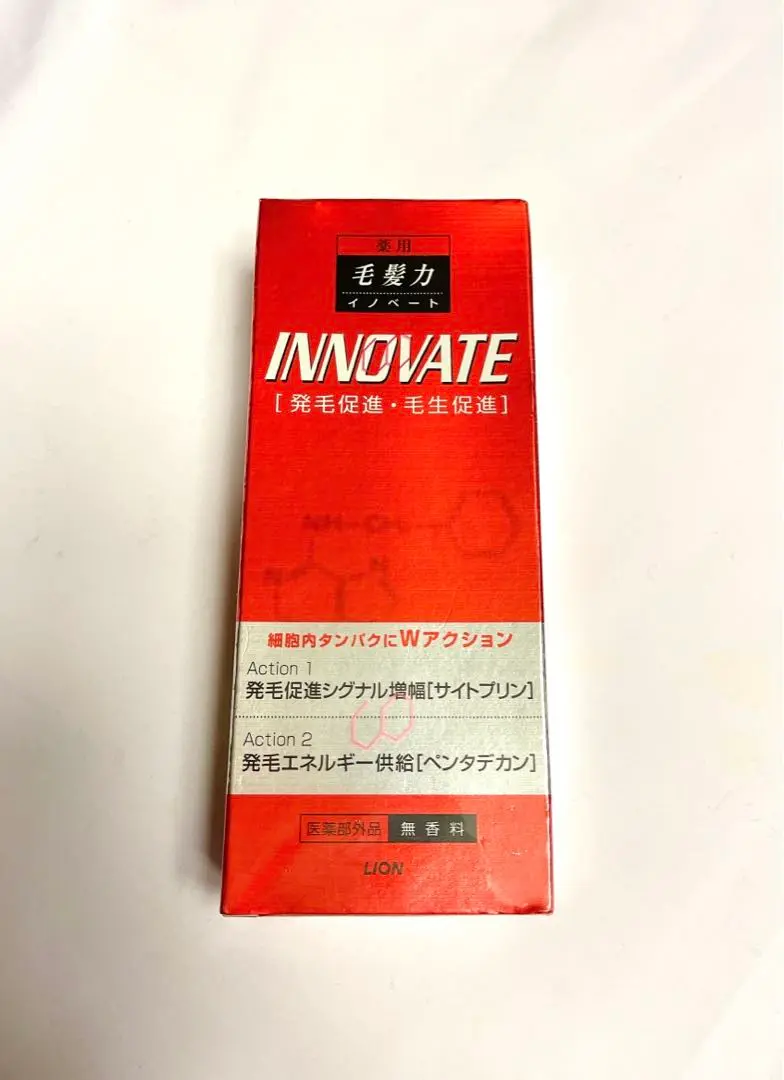 薬用
毛髪力
イノベート
INNOVATE
[発毛促進・毛生促進]
NH-CH₂
N
N
細胞内タンパクにWアクション
Action 1
発毛促進シグナル増幅[サイトプリン]
Action 2
発毛エネルギー供給[ペンタデカン]
医薬部外品 無香料
LION